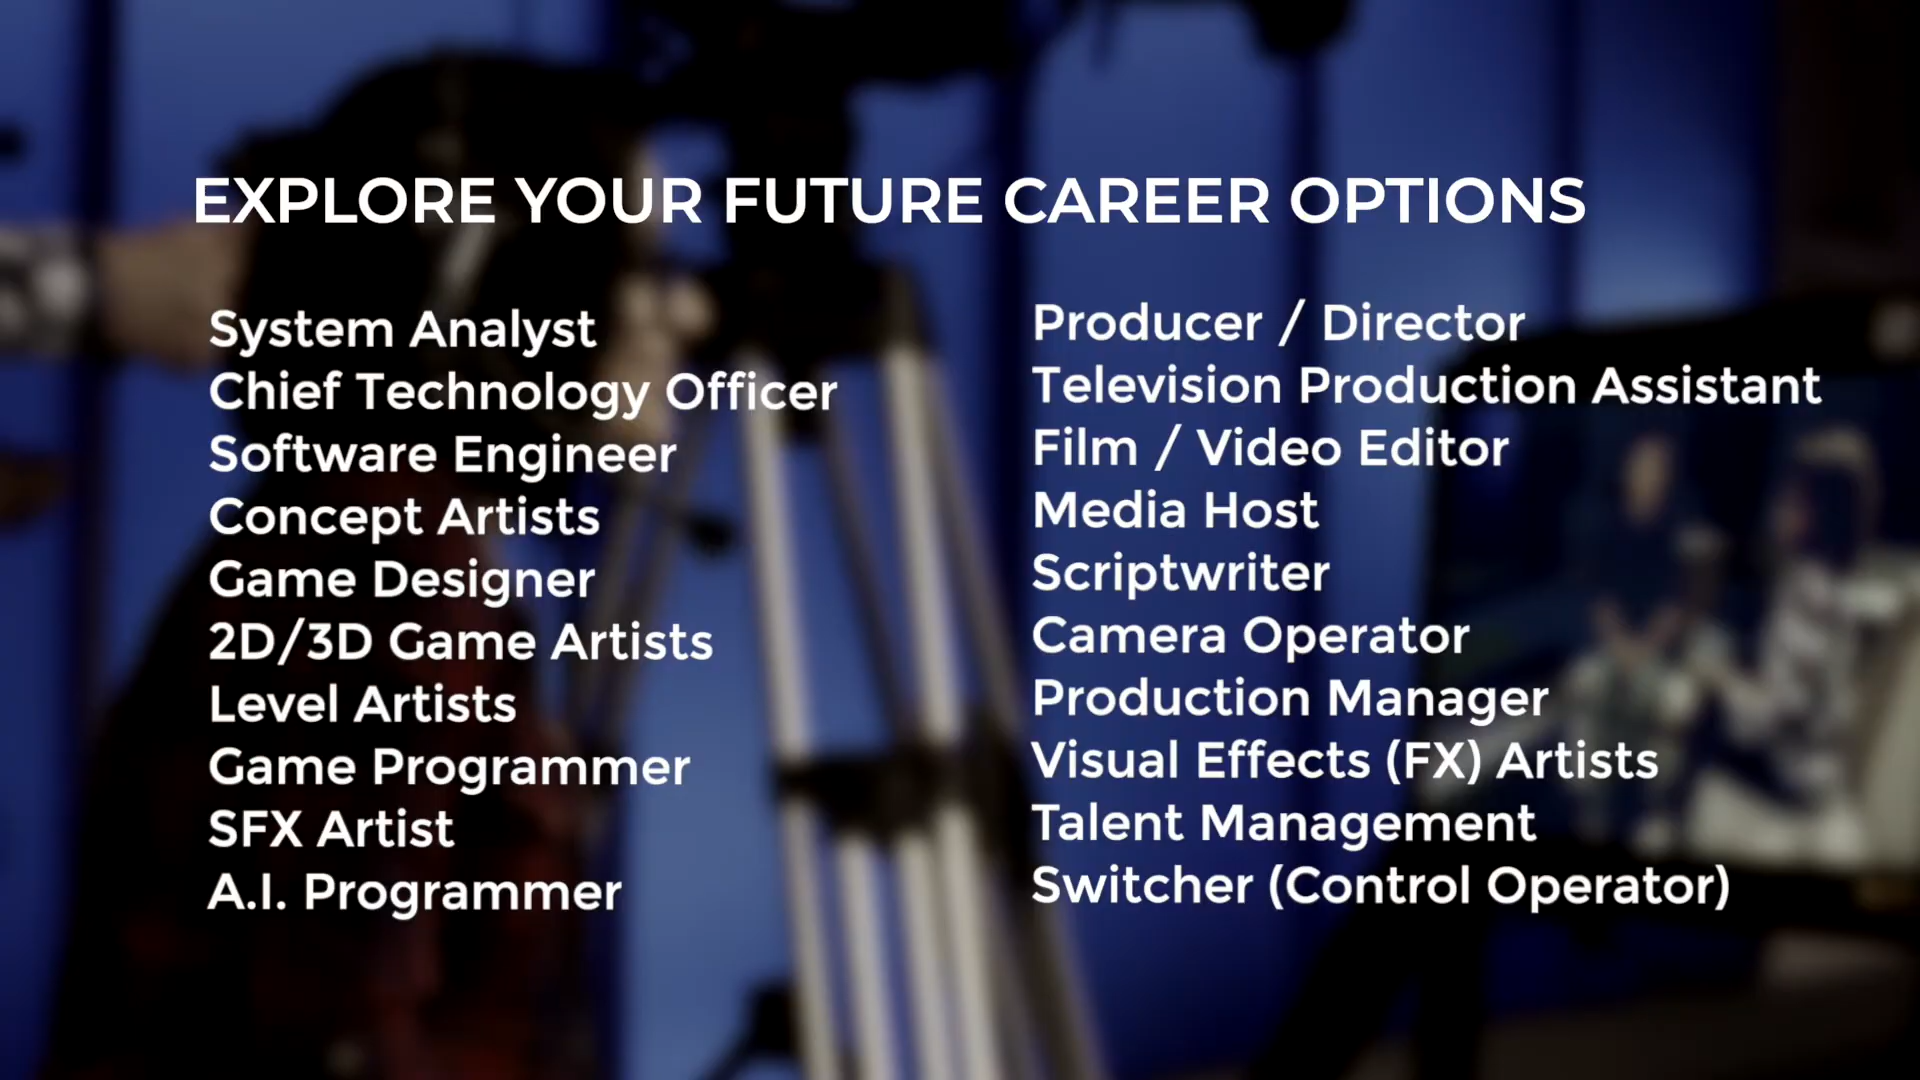 EXPLORE YOUR FUTURE CAREER OPTIONS
System Analyst
Chief Technology Officer
Software Engineer
Concept Artists
Game Designer
2D/3D Game Artists
Level Artists
Game Programmer
SFX Artist
A.I. Programmer
Producer / Director
Television Production Assistant
Film / Video Editor
Media Host
Scriptwriter
Camera Operator
Production Manager
Visual Effects (FX) Artists
Talent Management
Switcher (Control Operator)